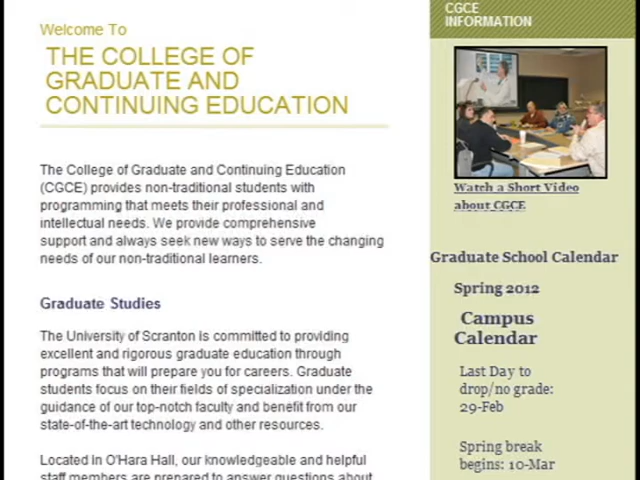 Welcome To
THE COLLEGE OF
GRADUATE AND
CONTINUING EDUCATION
The College of Graduate and Continuing Education
(CGCE) provides non-traditional students with
programming that meets their professional and
intellectual needs. We provide comprehensive
support and always seek new ways to serve the changing
needs of our non-traditional learners.
Graduate Studies
The University of Scranton is committed to providing
excellent and rigorous graduate education through
programs that will prepare you for careers. Graduate
students focus on their fields of specialization under the
guidance of our top-notch faculty and benefit from our
state-of-the-art technology and other resources.
Located in O'Hara Hall, our knowledgeable and helpful
staff members are prepared to answer questions about
CGCE
INFORMATION
Watch a Short Video
about CGCE
Graduate School Calendar
Spring 2012
Campus
Calendar
Last Day to
drop/no grade:
29-Feb
Spring break
begins: 10-Mar